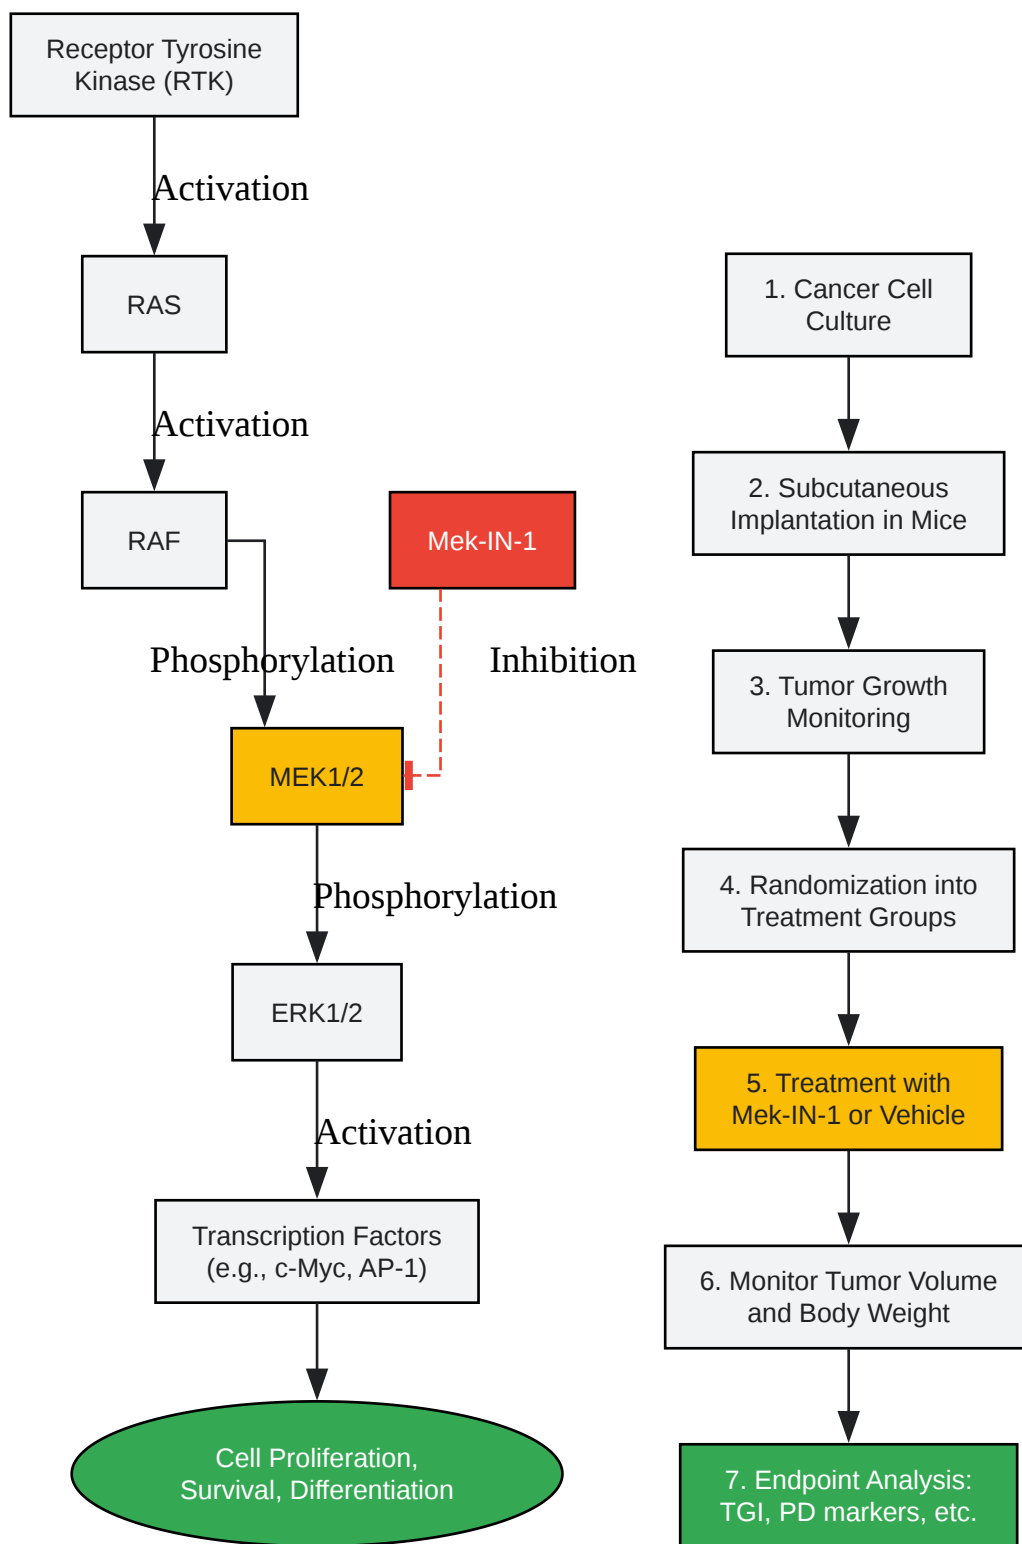 Receptor Tyrosine
Kinase (RTK)
Activation
RAS
Activation
RAF
Mek-IN-1
Phosphorylation
Inhibition
MEK1/2
Phosphorylation
ERK1/2
Activation
Transcription Factors
(e.g., c-Myc, AP-1)
Cell Proliferation,
Survival, Differentiation
1. Cancer Cell
Culture
2. Subcutaneous
Implantation in Mice
3. Tumor Growth
Monitoring
4. Randomization into
Treatment Groups
5. Treatment with
Mek-IN-1 or Vehicle
6. Monitor Tumor Volume
and Body Weight
7. Endpoint Analysis:
TGI, PD markers, etc.